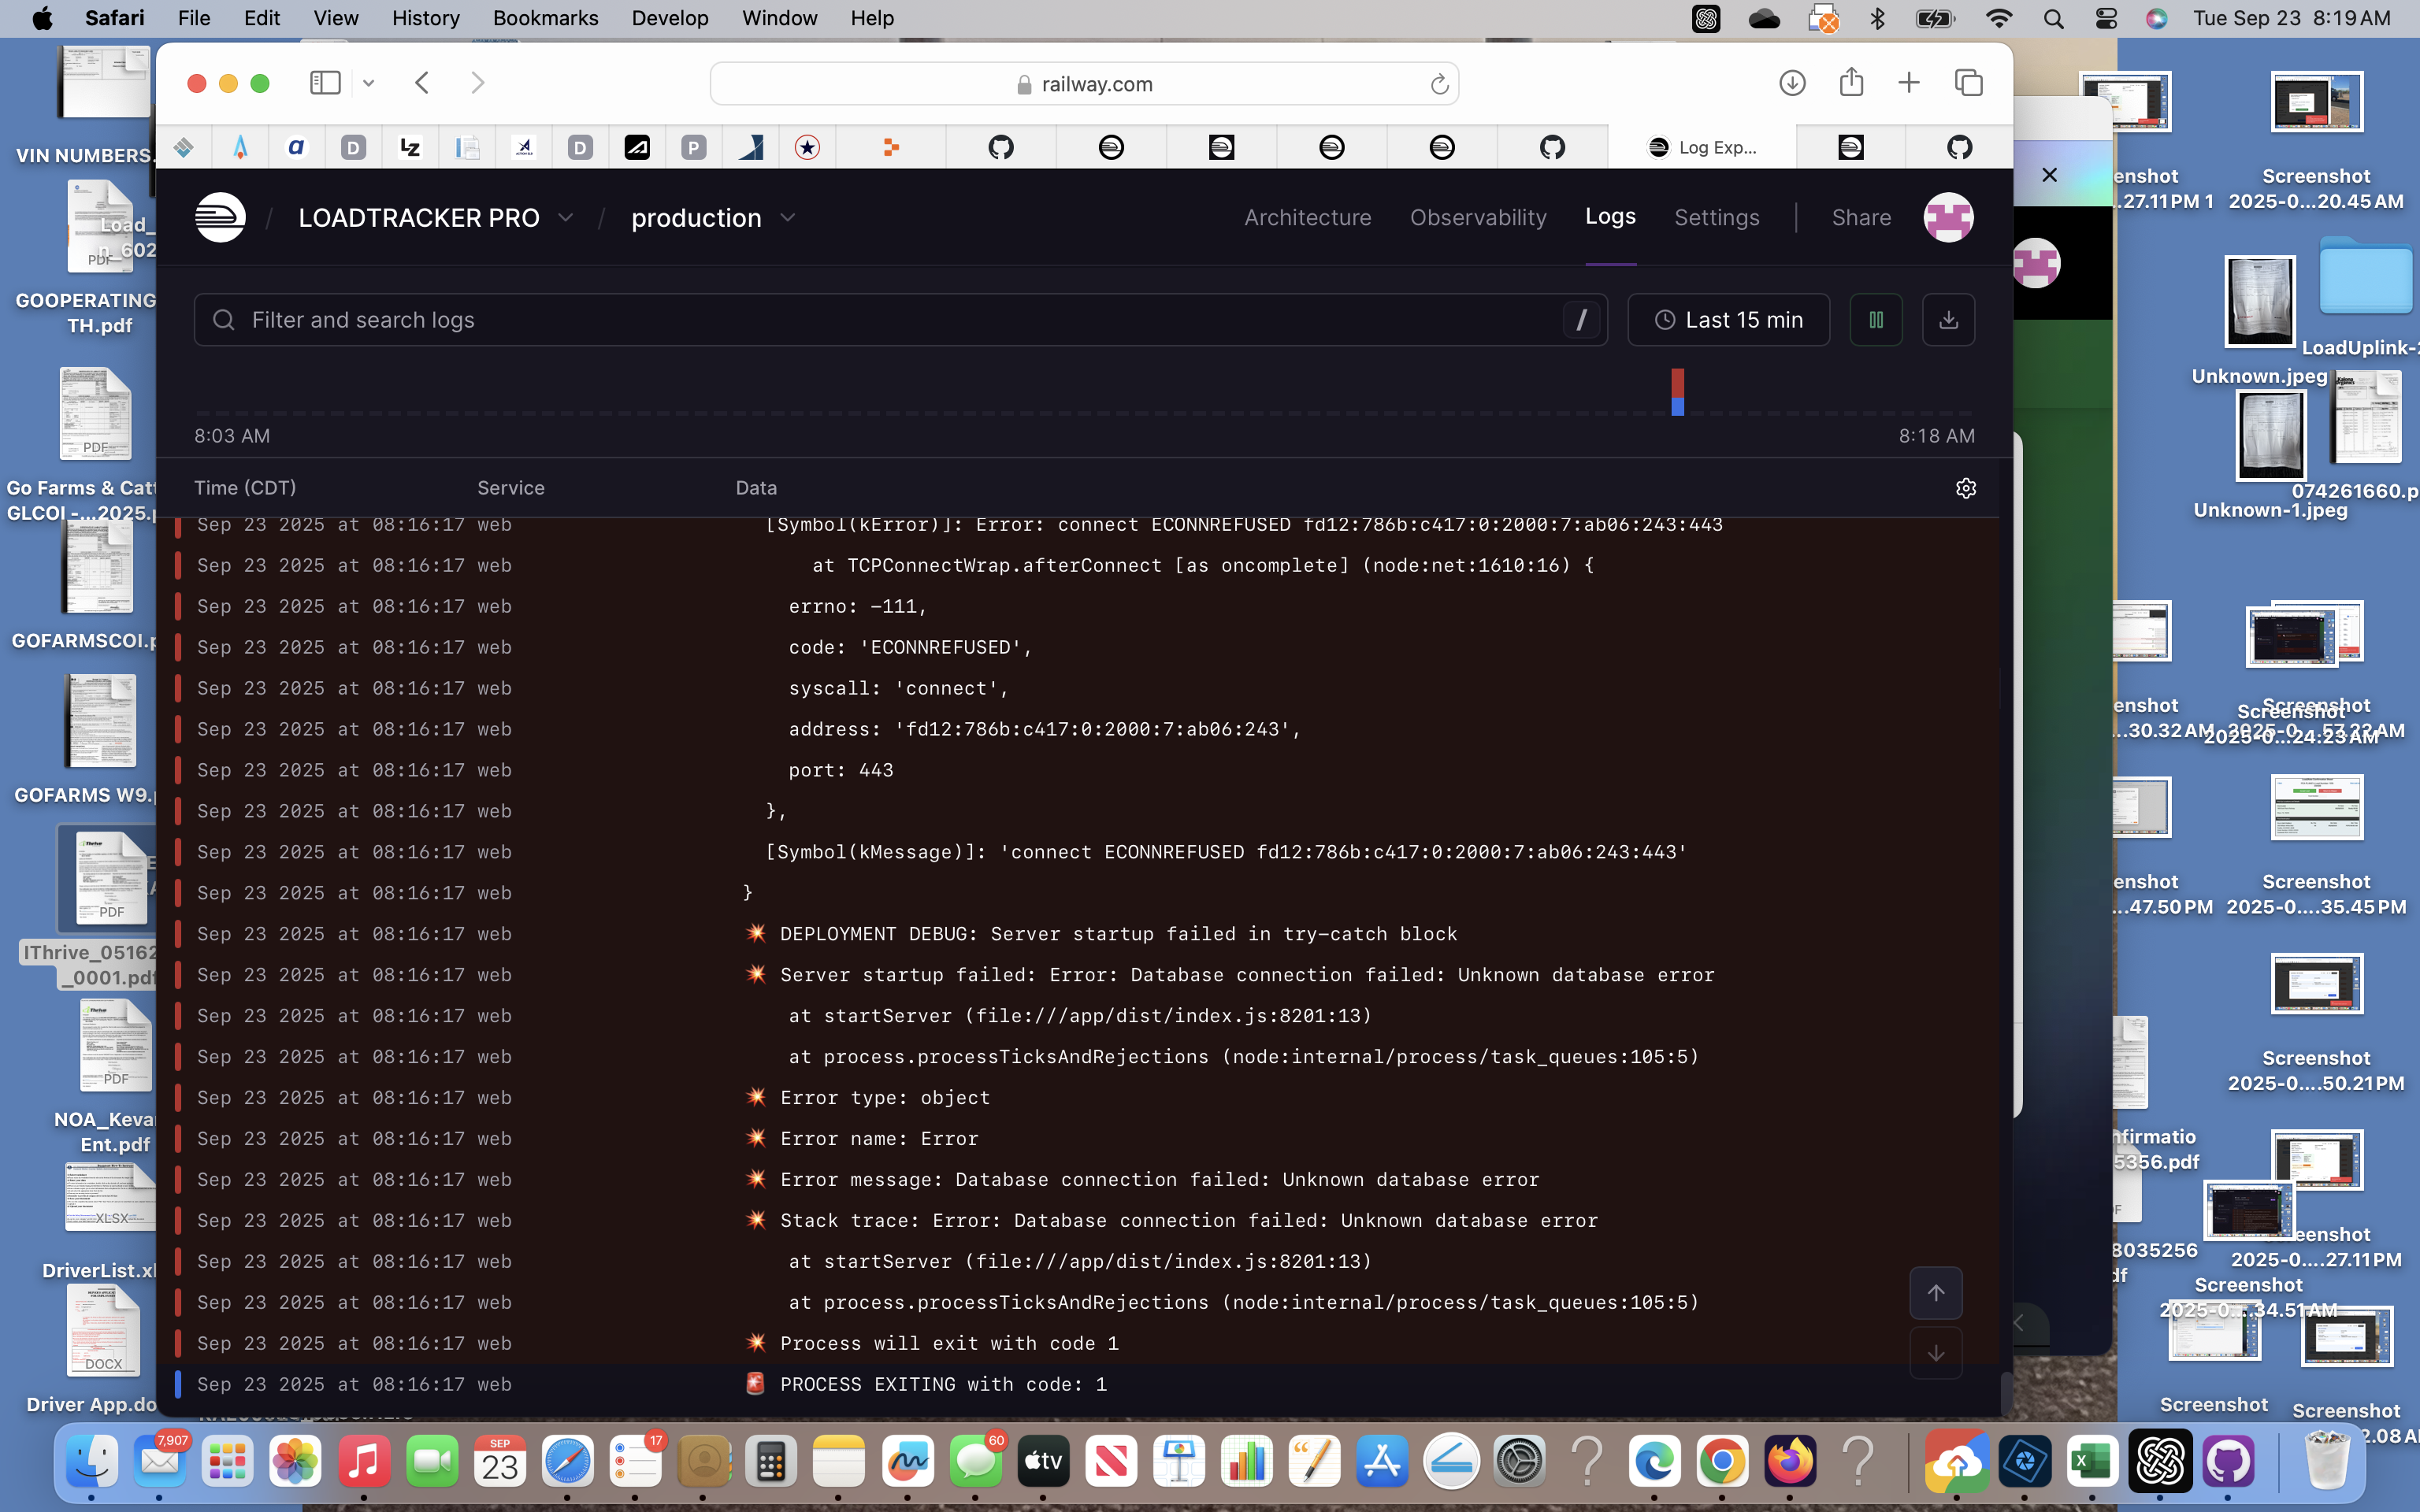 Safari File Edit View History Bookmarks Develop Window Help
Tue Sep 23 8:19 AM
railway.com
Log Exp...
LOADTRACKER PRO / production
Architecture Observability Logs Settings Share
Filter and search logs /
Last 15 min
8:03 AM 8:18 AM
Time (CDT) Service Data
Sep 23 2025 at 08:16:17 web [Symbol(kError)]: Error: connect ECONNREFUSED fd12:786b:c417:0:2000:7:ab06:243:443
Sep 23 2025 at 08:16:17 web at TCPConnectWrap.afterConnect [as oncomplete] (node:net:1610:16) {
Sep 23 2025 at 08:16:17 web errno: -111,
Sep 23 2025 at 08:16:17 web code: 'ECONNREFUSED',
Sep 23 2025 at 08:16:17 web syscall: 'connect',
Sep 23 2025 at 08:16:17 web address: 'fd12:786b:c417:0:2000:7:ab06:243',
Sep 23 2025 at 08:16:17 web port: 443
Sep 23 2025 at 08:16:17 web },
Sep 23 2025 at 08:16:17 web [Symbol(kMessage)]: 'connect ECONNREFUSED fd12:786b:c417:0:2000:7:ab06:243:443'
Sep 23 2025 at 08:16:17 web }
Sep 23 2025 at 08:16:17 web 💥 DEPLOYMENT DEBUG: Server startup failed in try-catch block
Sep 23 2025 at 08:16:17 web 💥 Server startup failed: Error: Database connection failed: Unknown database error
Sep 23 2025 at 08:16:17 web at startServer (file:///app/dist/index.js:8201:13)
Sep 23 2025 at 08:16:17 web at process.processTicksAndRejections (node:internal/process/task_queues:105:5)
Sep 23 2025 at 08:16:17 web 💥 Error type: object
Sep 23 2025 at 08:16:17 web 💥 Error name: Error
Sep 23 2025 at 08:16:17 web 💥 Error message: Database connection failed: Unknown database error
Sep 23 2025 at 08:16:17 web 💥 Stack trace: Error: Database connection failed: Unknown database error
Sep 23 2025 at 08:16:17 web at startServer (file:///app/dist/index.js:8201:13)
Sep 23 2025 at 08:16:17 web at process.processTicksAndRejections (node:internal/process/task_queues:105:5)
Sep 23 2025 at 08:16:17 web 💥 Process will exit with code 1
Sep 23 2025 at 08:16:17 web 🚨 PROCESS EXITING with code: 1
VIN NUMBERS.
Load_
n_602
PDF
GOOPERATING
TH.pdf
PDF
Go Farms & Catt
GLCOI -...2025.p
GOFARMSCOI.p
GOFARMS W9.p
PDF
IThrive_05162
_0001.pdf
PDF
NOA_Keva
Ent.pdf
XLSX
DriverList.xl
DOCX
Driver App.do
enshot
.27.11 PM 1
Screenshot
2025-0....20.45 AM
LoadUplink-2
Unknown.jpeg
074261660.p
Unknown-1.jpeg
enshot
..30.32 AM
Screenshot
2025-0...57.22 AM
Screenshot
2025-0...24:23 AM
enshot
..47.50 PM
Screenshot
2025-0....35.45 PM
Screenshot
2025-0....50.21 PM
nfirmatio
5356.pdf
8035256
df
Screenshot
2025-0....27.11 PM
Screenshot
2025-0....34.51 AM
Screenshot
Screenshot
2.08 A
7,907
SEP
23
17
60
tv